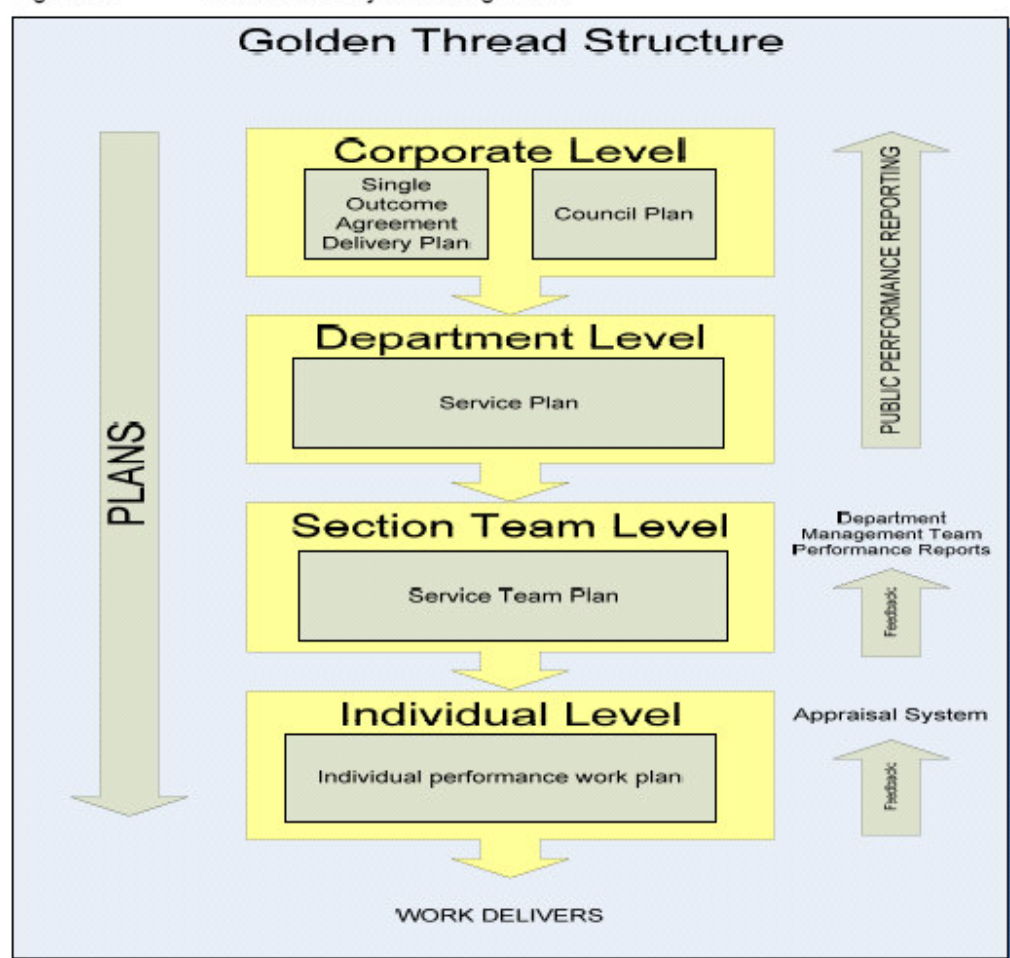 Golden Thread Structure
Corporate Level
Single
Outcome
Agreement
Delivery Plan
Council Plan
Department Level
Service Plan
Section Team Level
Service Team Plan
Individual Level
Individual performance work plan
WORK DELIVERS
PLANS
PUBLIC PERFORMANCE REPORTING
Department
Management Team
Performance Reports
Feedback
Appraisal System
Feedback